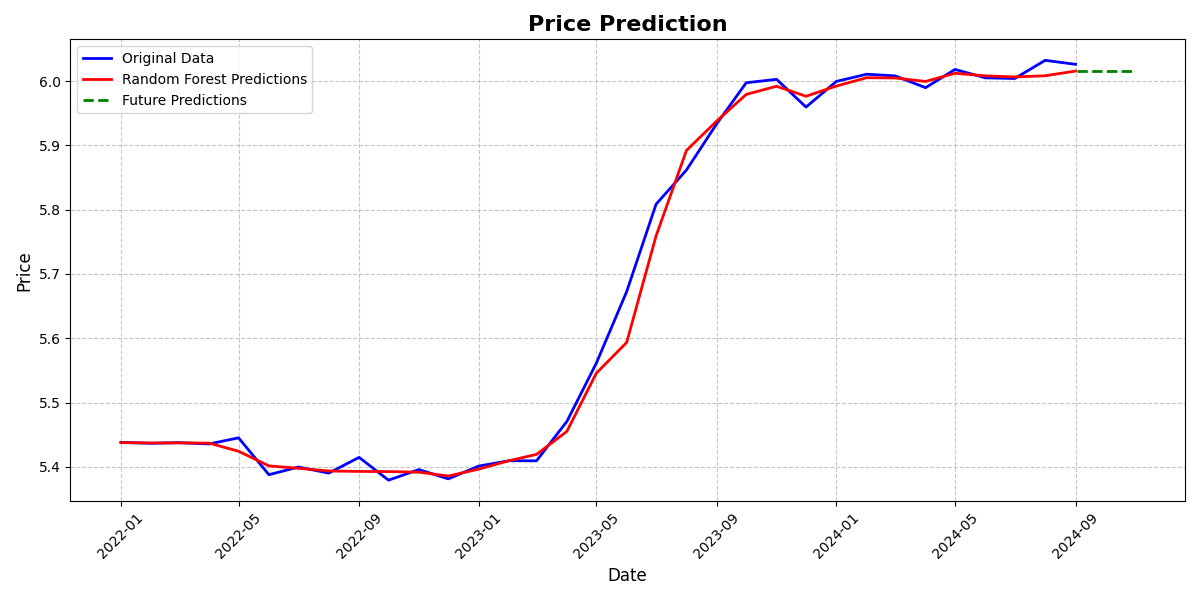 Price Prediction
Original Data
Random Forest Predictions
Future Predictions
Price
6.0
5.9
5.8
5.7
5.6
5.5
5.4
2022-01
2022-05
2022-09
2023-01
2023-05
2023-09
2024-01
2024-05
2024-09
Date